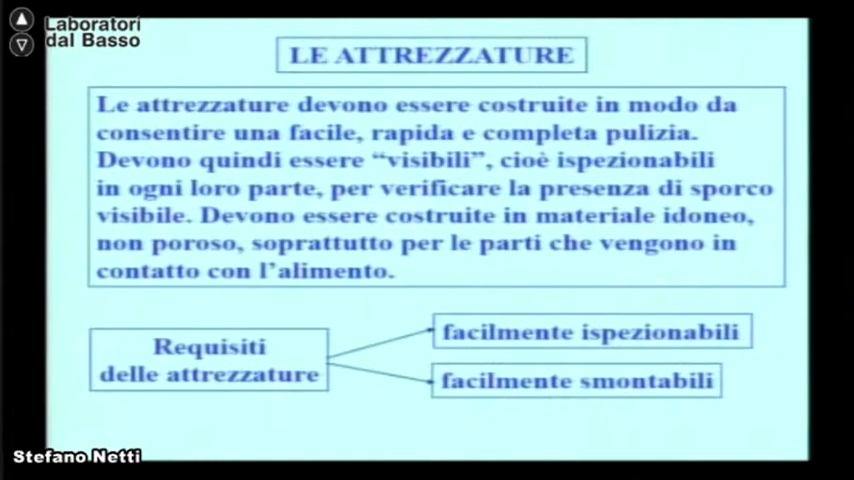 Laboratori
dal Basso
LE ATTREZZATURE
Le attrezzature devono essere costruite in modo da
consentire una facile, rapida e completa pulizia.
Devono quindi essere “visibili”, cioè ispezionabili
in ogni loro parte, per verificare la presenza di sporco
visibile. Devono essere costruite in materiale idoneo,
non poroso, soprattutto per le parti che vengono in
contatto con l’alimento.
Requisiti
delle attrezzature
facilmente ispezionabili
facilmente smontabili
Stefano Netti